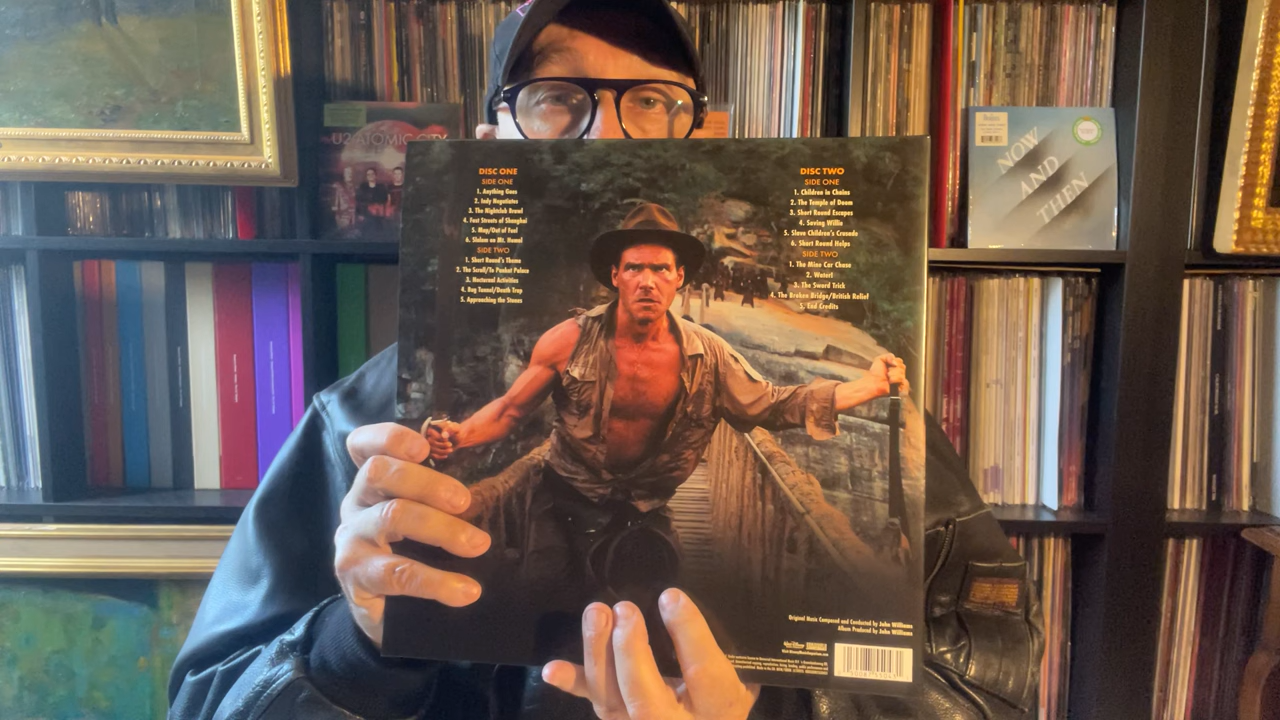 U2 ATOMIC CITY
NOW
AND
THEN
DISC ONE
SIDE ONE
1. Anything Goes
2. Indy Negotiates
3. The Nightclub Brawl
4. Fast Streets of Shanghai
5. Map/Out of Fuel
6. Slalom on Mt. Humol
SIDE TWO
1. Short Round's Theme
2. The Scroll/To Pankot Palace
3. Nocturnal Activities
4. Bug Tunnel/Death Trap
5. Approaching the Stones
DISC TWO
SIDE ONE
1. Children in Chains
2. The Temple of Doom
3. Short Round Escapes
4. Saving Willie
5. Slave Children's Crusade
6. Short Round Helps
SIDE TWO
1. The Mine Car Chase
2. Water!
3. The Sword Trick
4. The Broken Bridge/British Relief
5. End Credits
Original Music Composed and Conducted by John Williams
Album Produced by John Williams